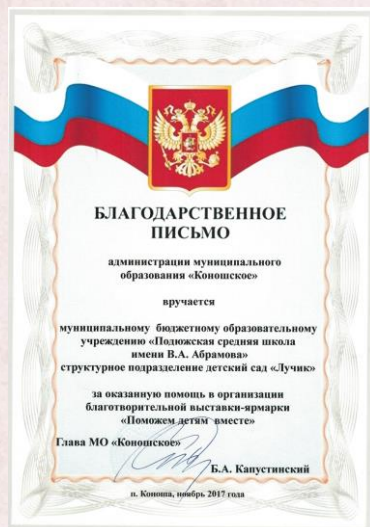 БЛАГОДАРСТВЕННОЕ
ПИСЬМО
администрации муниципального
образования «Коношское»
вручается
муниципальному бюджетному образовательному
учреждению «Подюжская средняя школа
имени В.А. Абрамова»
структурное подразделение детский сад «Лучик»
за оказанную помощь в организации
благотворительной выставки-ярмарки
«Поможем детям вместе»
Глава МО «Коношское»
Б.А. Капустинский
п. Коноша, ноябрь 2017 года